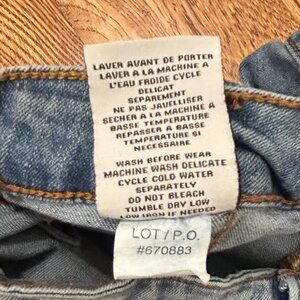 LAVER AVANT DE PORTER
LAVER A LA MACHINE A
L'EAU FROIDE CYCLE
DELICAT
SEPAREMENT
NE PAS JAVELLISER
SECHER A LA MACHINE A
BASSE TEMPERATURE
REPASSER A BASSE
TEMPERATURE SI
NECESSAIRE
WASH BEFORE WEAR
MACHINE WASH DELICATE
CYCLE COLD WATER
SEPARATELY
DO NOT BLEACH
TUMBLE DRY LOW
LOW IRON IF NEEDED
LOT/P.O.
#670883